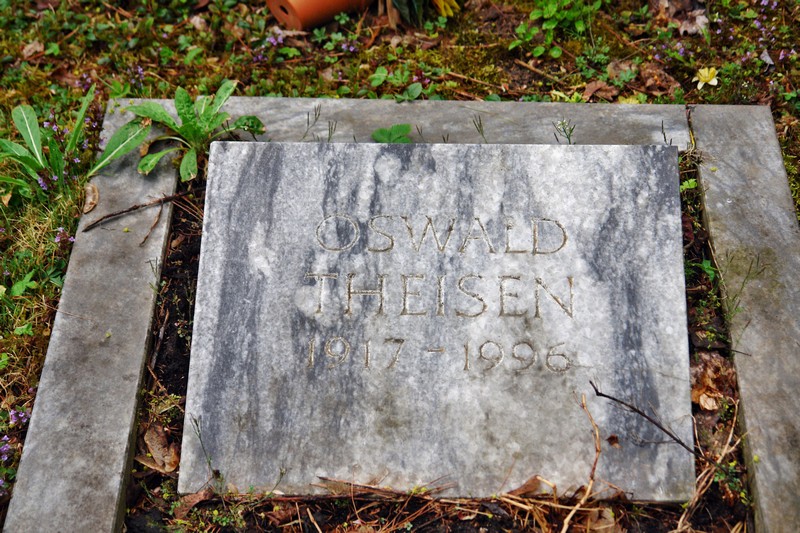 OSWALD
THEISEN
1917 - 1996